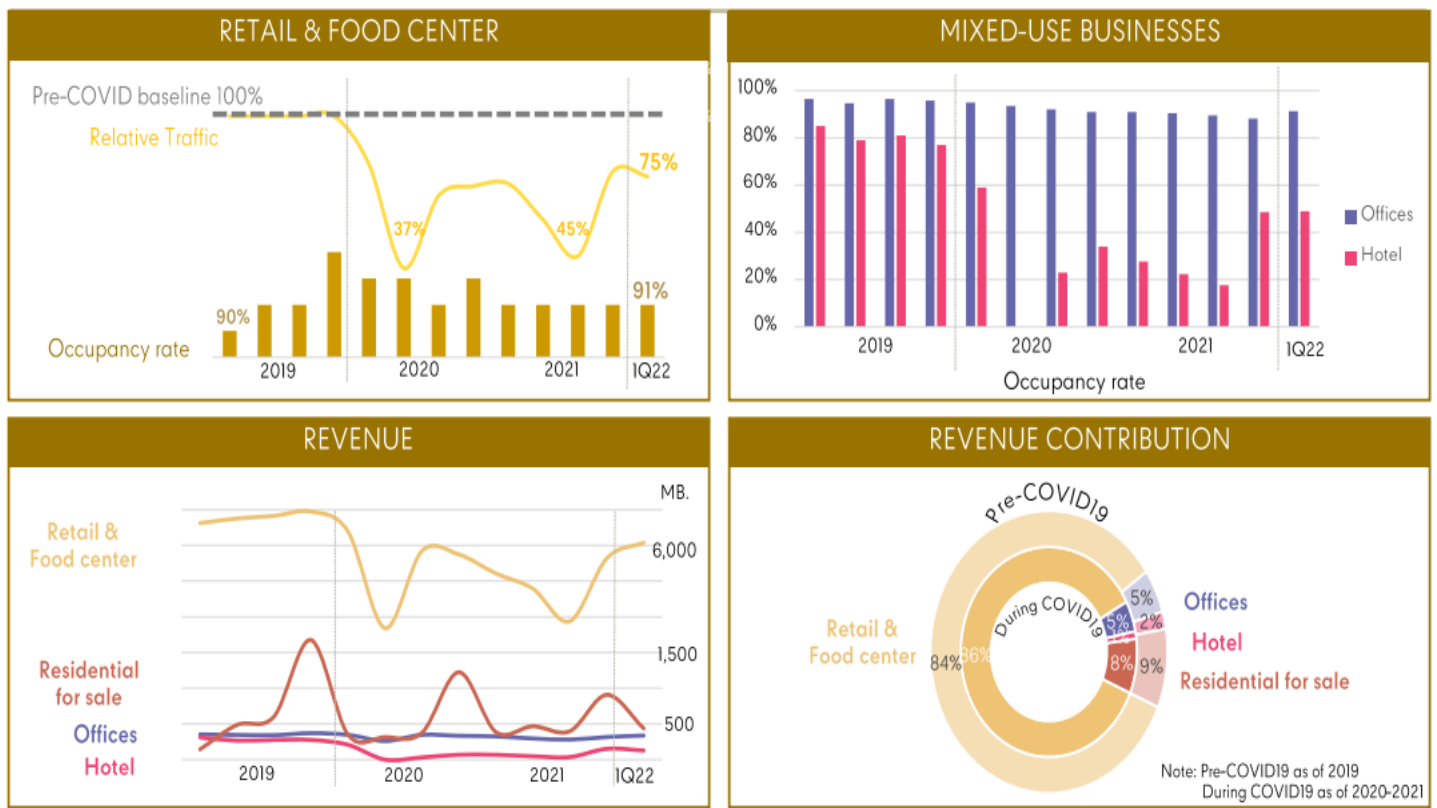 RETAIL & FOOD CENTER
Pre-COVID baseline 100%
Relative Traffic
75%
37%
45%
91%
90%
Occupancy rate
2019
2020
2021
1Q22
MIXED-USE BUSINESSES
100%
80%
60%
40%
20%
0%
Offices
Hotel
2019
2020
2021
1Q22
Occupancy rate
REVENUE
MB.
Retail &
Food center
6,000
1,500
Residential
for sale
500
Offices
Hotel
2019
2020
2021
1Q22
REVENUE CONTRIBUTION
Pre-COVID19
During COVID19
5%
5%
2%
Offices
Hotel
Retail &
Food center
84%
86%
8%
9%
Residential for sale
Note: Pre-COVID19 as of 2019
During COVID19 as of 2020-2021